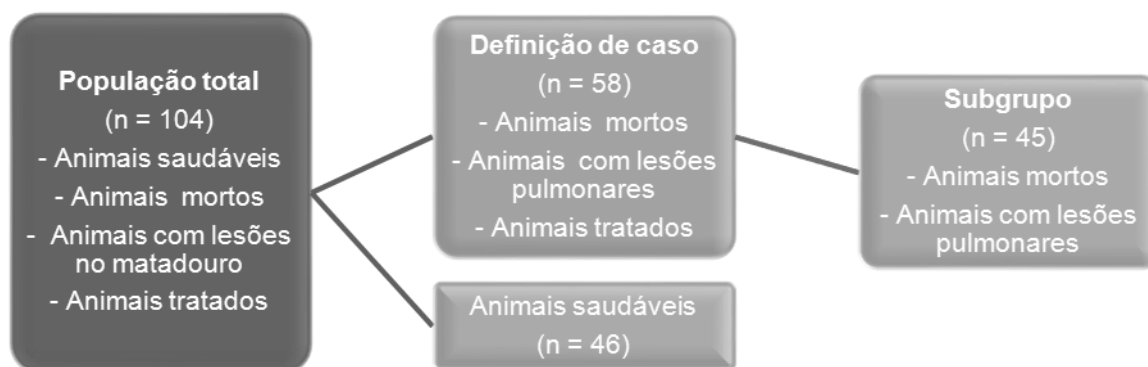 População total
(n = 104)
- Animais saudáveis
- Animais mortos
- Animais com lesões
no matadouro
- Animais tratados
Definição de caso
(n = 58)
- Animais mortos
- Animais com lesões
pulmonares
- Animais tratados
Animais saudáveis
(n = 46)
Subgrupo
(n = 45)
- Animais mortos
- Animais com lesões
pulmonares